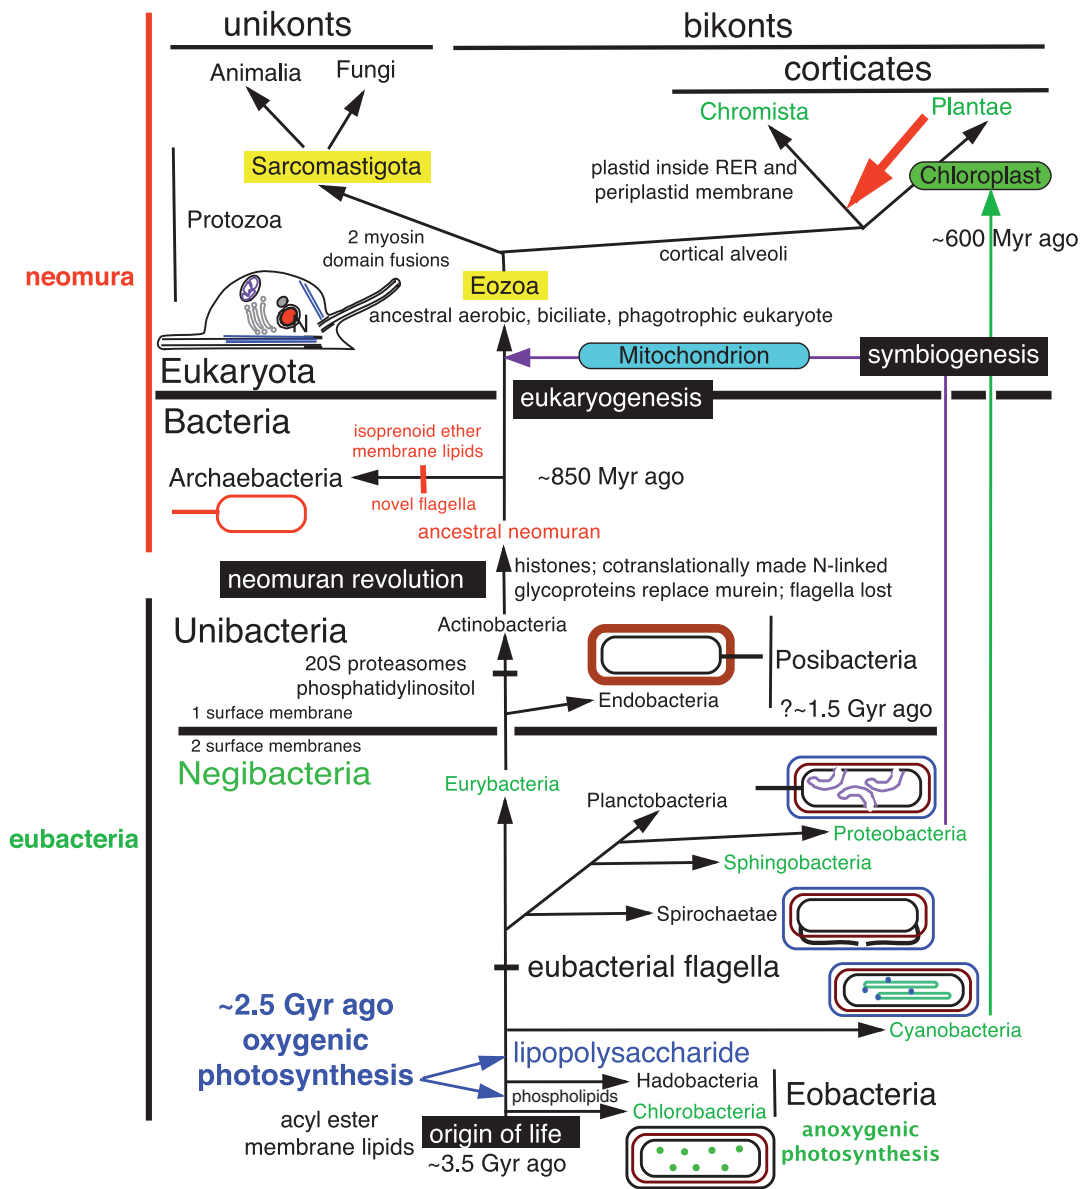 unikonts
bikonts
Animalia
Fungi
corticates
Chromista
Plantae
Sarcomastigota
plastid inside RER and
periplastid membrane
Chloroplast
Protozoa
2 myosin
domain fusions
cortical alveoli
~600 Myr ago
neomura
Eozoa
N
ancestral aerobic, biciliate, phagotrophic eukaryote
Mitochondrion
symbiogenesis
Eukaryota
eukaryogenesis
Bacteria
isoprenoid ether
membrane lipids
Archaebacteria
~850 Myr ago
novel flagella
ancestral neomuran
neomuran revolution
histones; cotranslationally made N-linked
glycoproteins replace murein; flagella lost
Unibacteria
Actinobacteria
20S proteasomes
phosphatidylinositol
Posibacteria
Endobacteria
1 surface membrane
?~1.5 Gyr ago
2 surface membranes
Negibacteria
Eurybacteria
Planctobacteria
eubacteria
Proteobacteria
Sphingobacteria
Spirochaetae
eubacterial flagella
~2.5 Gyr ago
oxygenic
photosynthesis
Cyanobacteria
lipopolysaccharide
Hadobacteria
phospholipids
Eobacteria
Chlorobacteria
acyl ester
membrane lipids
origin of life
anoxygenic
photosynthesis
~3.5 Gyr ago